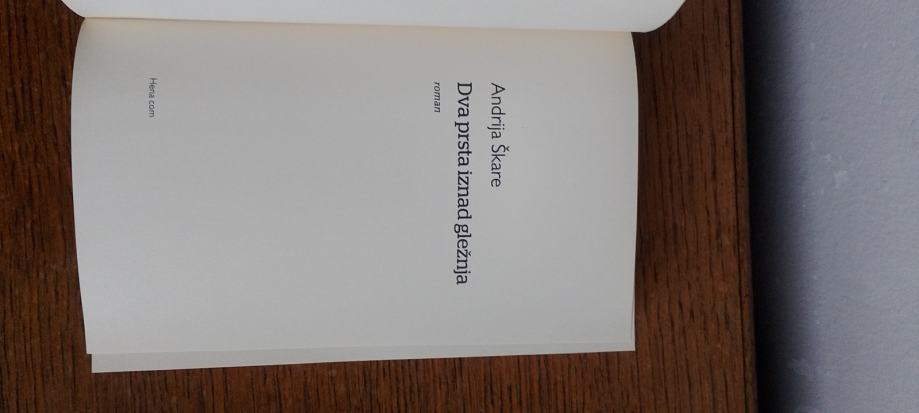 Andrija Škare
Dva prsta iznad gležnja
roman
Hena com